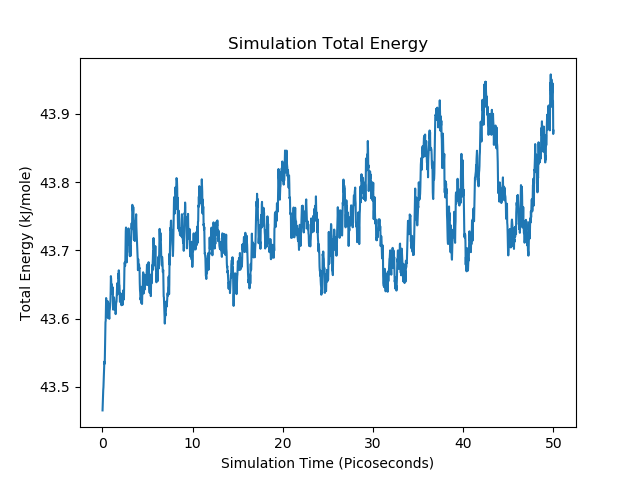 Simulation Total Energy
Total Energy (kJ/mole)
43.9
43.8
43.7
43.6
43.5
0 10 20 30 40 50
Simulation Time (Picoseconds)